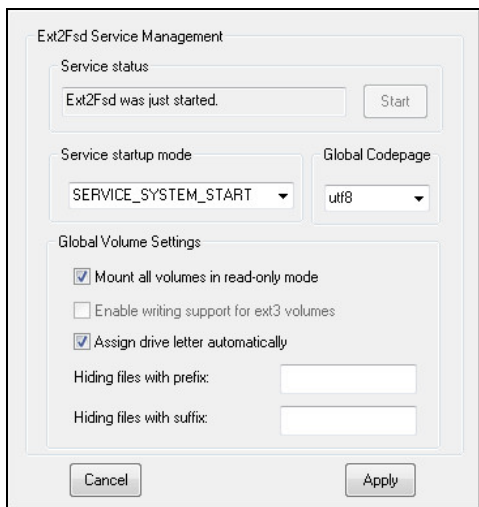 Ext2Fsd Service Management
Service status
Ext2Fsd was just started.
Start
Service startup mode
Global Codepage
SERVICE_SYSTEM_START
utf8
Global Volume Settings
Mount all volumes in read-only mode
Enable writing support for ext3 volumes
Assign drive letter automatically
Hiding files with prefix:
Hiding files with suffix:
Cancel
Apply